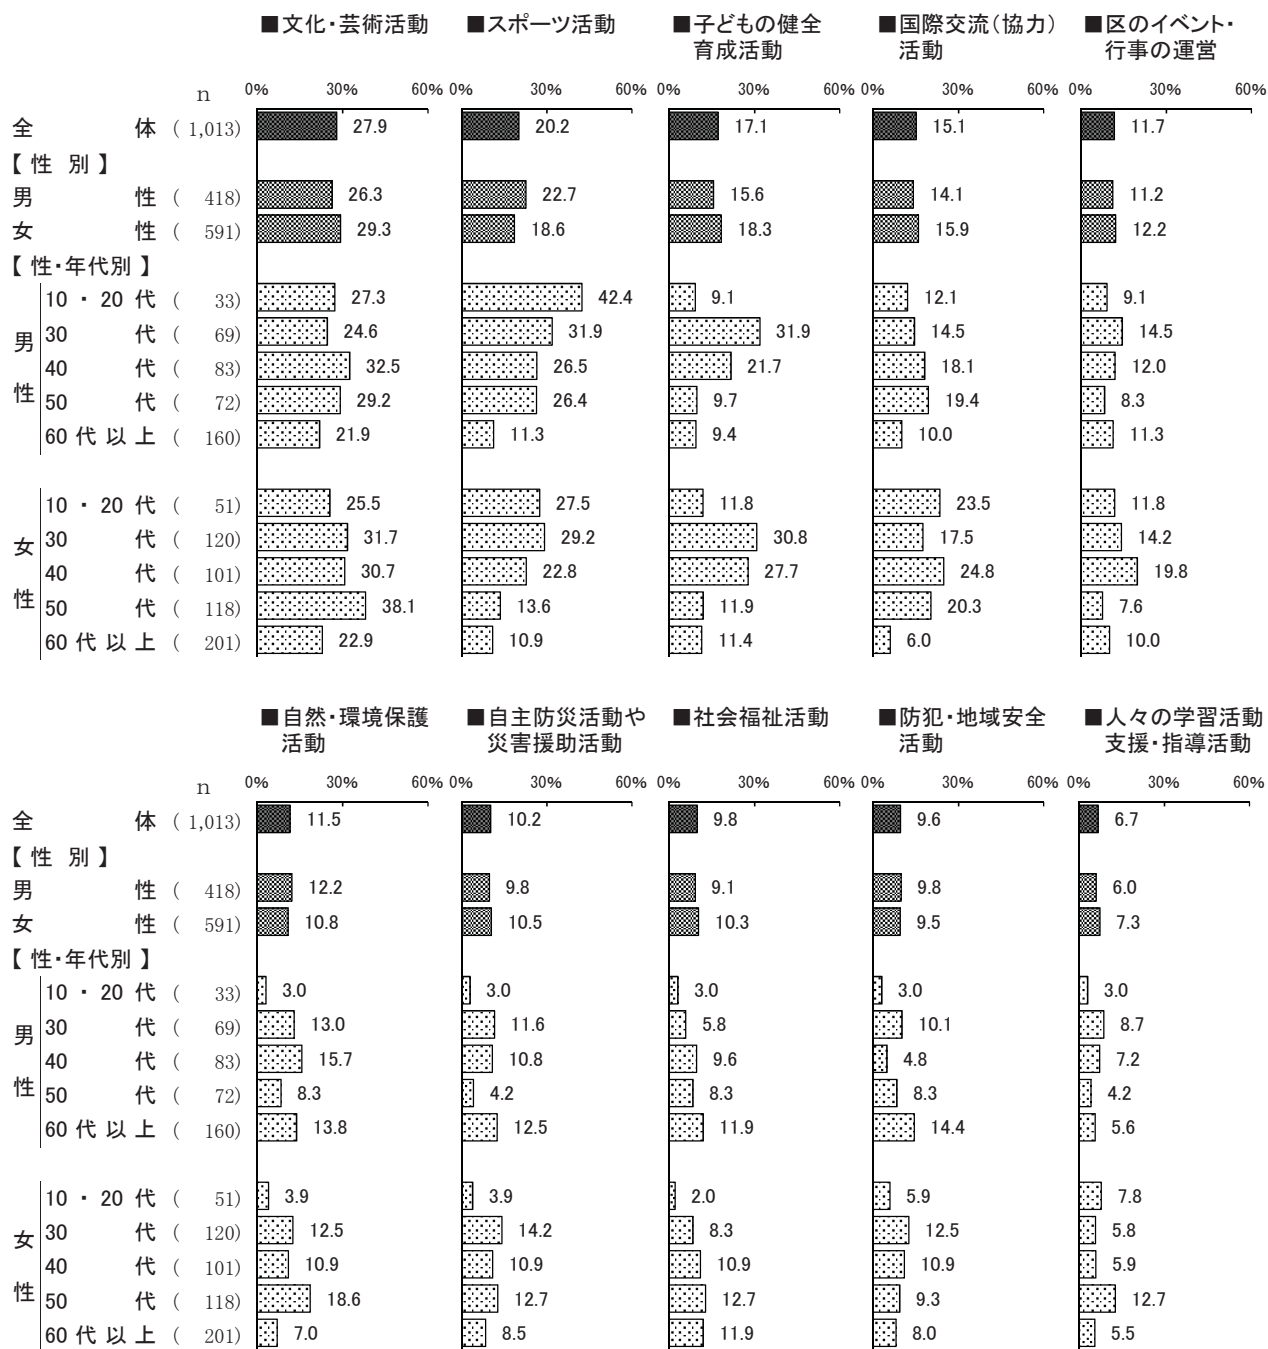 ■文化・芸術活動 ■スポーツ活動 ■子どもの健全 ■国際交流（協力） ■区のイベント・
育成活動 活動 行事の運営
n 0% 30% 60% 0% 30% 60% 0% 30% 60% 0% 30% 60% 0% 30% 60%
全体 ( 1,013) 27.9 20.2 17.1 15.1 11.7
【 性 別 】
男性 ( 418) 26.3 22.7 15.6 14.1 11.2
女性 ( 591) 29.3 18.6 18.3 15.9 12.2
【 性・年代別 】
男性
10・20代 ( 33) 27.3 42.4 9.1 12.1 9.1
30代 ( 69) 24.6 31.9 31.9 14.5 14.5
40代 ( 83) 32.5 26.5 21.7 18.1 12.0
50代 ( 72) 29.2 26.4 9.7 19.4 8.3
60代以上 ( 160) 21.9 11.3 9.4 10.0 11.3
女性
10・20代 ( 51) 25.5 27.5 11.8 23.5 11.8
30代 ( 120) 31.7 29.2 30.8 17.5 14.2
40代 ( 101) 30.7 22.8 27.7 24.8 19.8
50代 ( 118) 38.1 13.6 11.9 20.3 7.6
60代以上 ( 201) 22.9 10.9 11.4 6.0 10.0
■自然・環境保護 ■自主防災活動や ■社会福祉活動 ■防犯・地域安全 ■人々の学習活動
活動 災害援助活動 活動 支援・指導活動
n 0% 30% 60% 0% 30% 60% 0% 30% 60% 0% 30% 60% 0% 30% 60%
全体 ( 1,013) 11.5 10.2 9.8 9.6 6.7
【 性 別 】
男性 ( 418) 12.2 9.8 9.1 9.8 6.0
女性 ( 591) 10.8 10.5 10.3 9.5 7.3
【 性・年代別 】
男性
10・20代 ( 33) 3.0 3.0 3.0 3.0 3.0
30代 ( 69) 13.0 11.6 5.8 10.1 8.7
40代 ( 83) 15.7 10.8 9.6 4.8 7.2
50代 ( 72) 8.3 4.2 8.3 8.3 4.2
60代以上 ( 160) 13.8 12.5 11.9 14.4 5.6
女性
10・20代 ( 51) 3.9 3.9 2.0 5.9 7.8
30代 ( 120) 12.5 14.2 8.3 12.5 5.8
40代 ( 101) 10.9 10.9 10.9 10.9 5.9
50代 ( 118) 18.6 12.7 12.7 9.3 12.7
60代以上 ( 201) 7.0 8.5 11.9 8.0 5.5